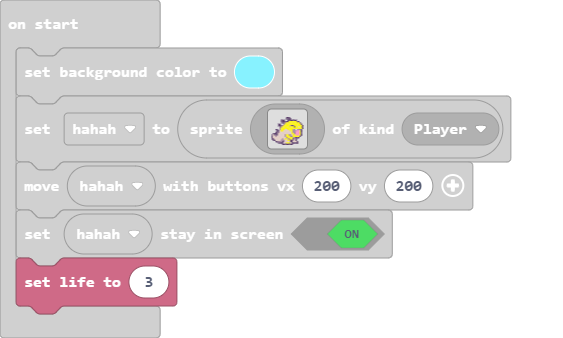 on start
set background color to
set hahah to sprite of kind Player
move hahah with buttons vx 200 vy 200
set hahah stay in screen ON
set life to 3